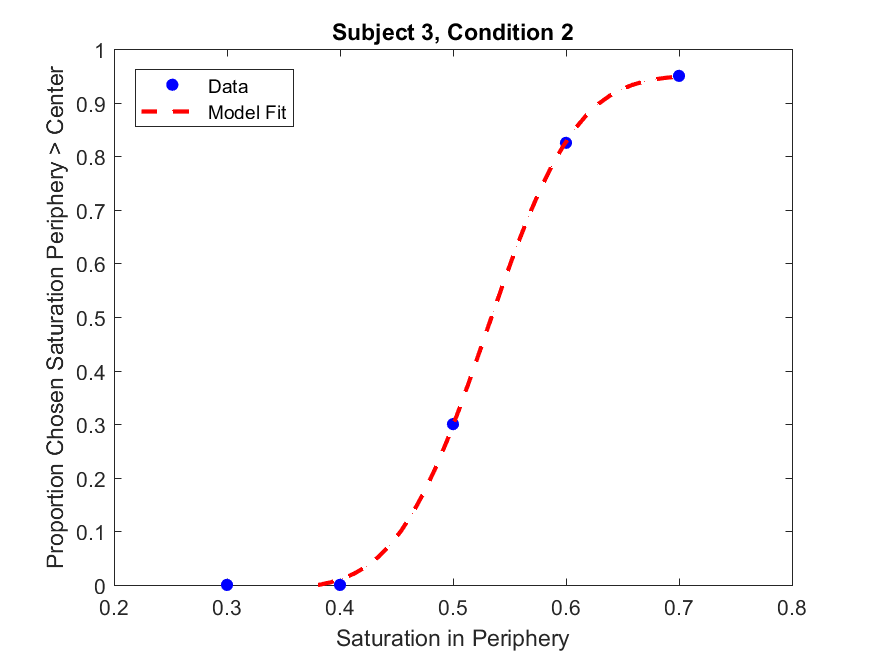 Subject 3, Condition 2
Data
Model Fit
Proportion Chosen Saturation Periphery > Center
1
0.9
0.8
0.7
0.6
0.5
0.4
0.3
0.2
0.1
0
0.2 0.3 0.4 0.5 0.6 0.7 0.8
Saturation in Periphery